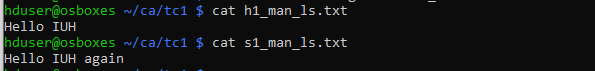 hduser@osboxes ~/ca/tc1 $ cat h1_man_ls.txt
Hello IUH
hduser@osboxes ~/ca/tc1 $ cat s1_man_ls.txt
Hello IUH again